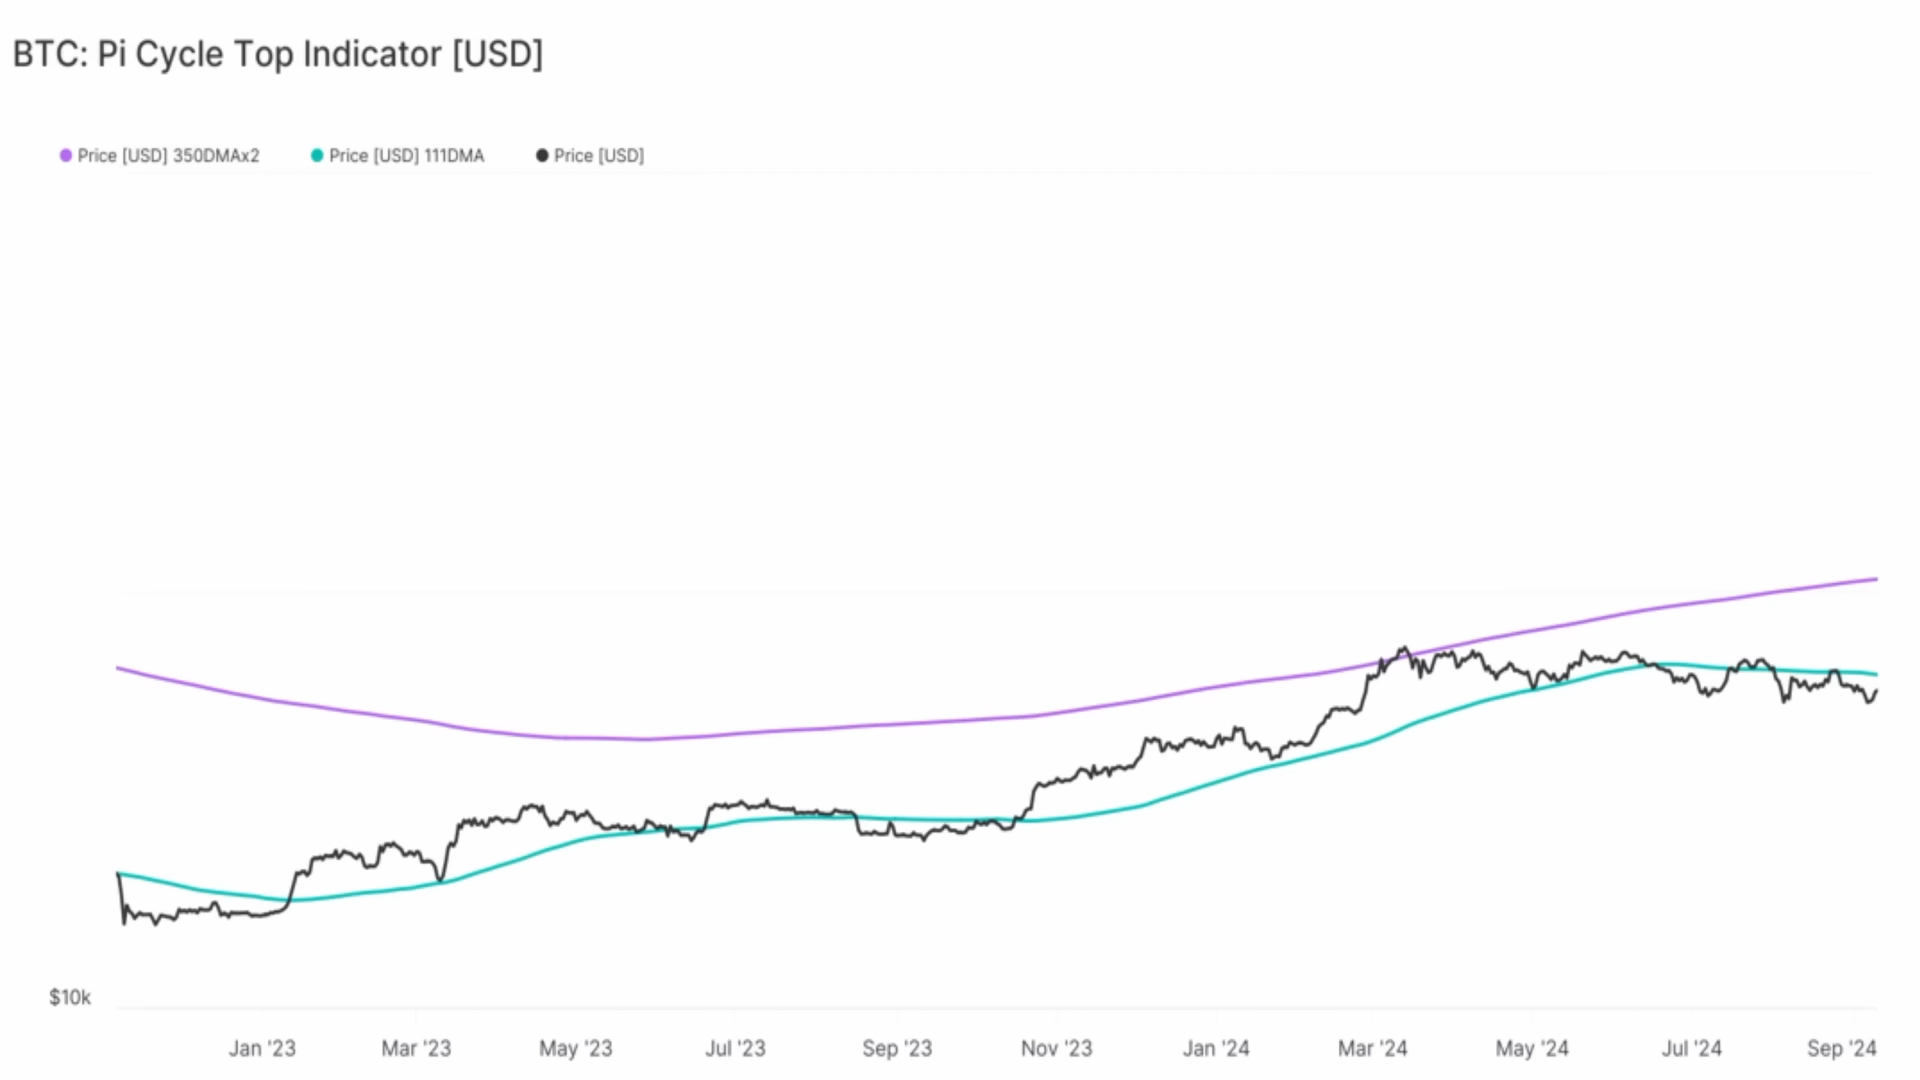 BTC: Pi Cycle Top Indicator [USD]
Price [USD] 350DMAx2 Price [USD] 111DMA Price [USD]
$10k
Jan '23 Mar '23 May '23 Jul '23 Sep '23 Nov '23 Jan '24 Mar '24 May '24 Jul '24 Sep '24